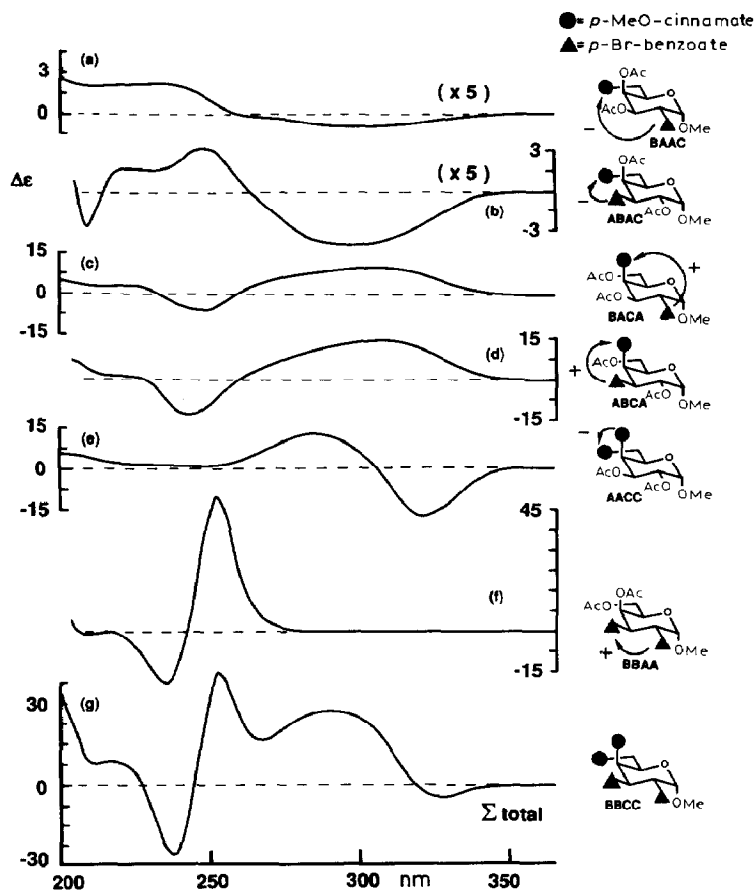 ●= p-MeO-cinnamate
▲= p-Br-benzoate
(a)
3
0
(x 5)
OAc
AcO
O
OMe
−
BAAC
Δε
(x 5)
3
-3
(b)
OAc
O
AcO
OMe
−
ABAC
(c)
15
0
-15
AcO
AcO
O
OMe
+
BACA
(d)
15
-15
+
AcO
O
AcO
OMe
ABCA
(e)
15
0
-15
−
O
AcO
AcO
OMe
AACC
(f)
45
-15
OAc
AcO
O
OMe
+
BBAA
(g)
30
0
-30
Σ total
O
OMe
BBCC
200
250
nm
300
350